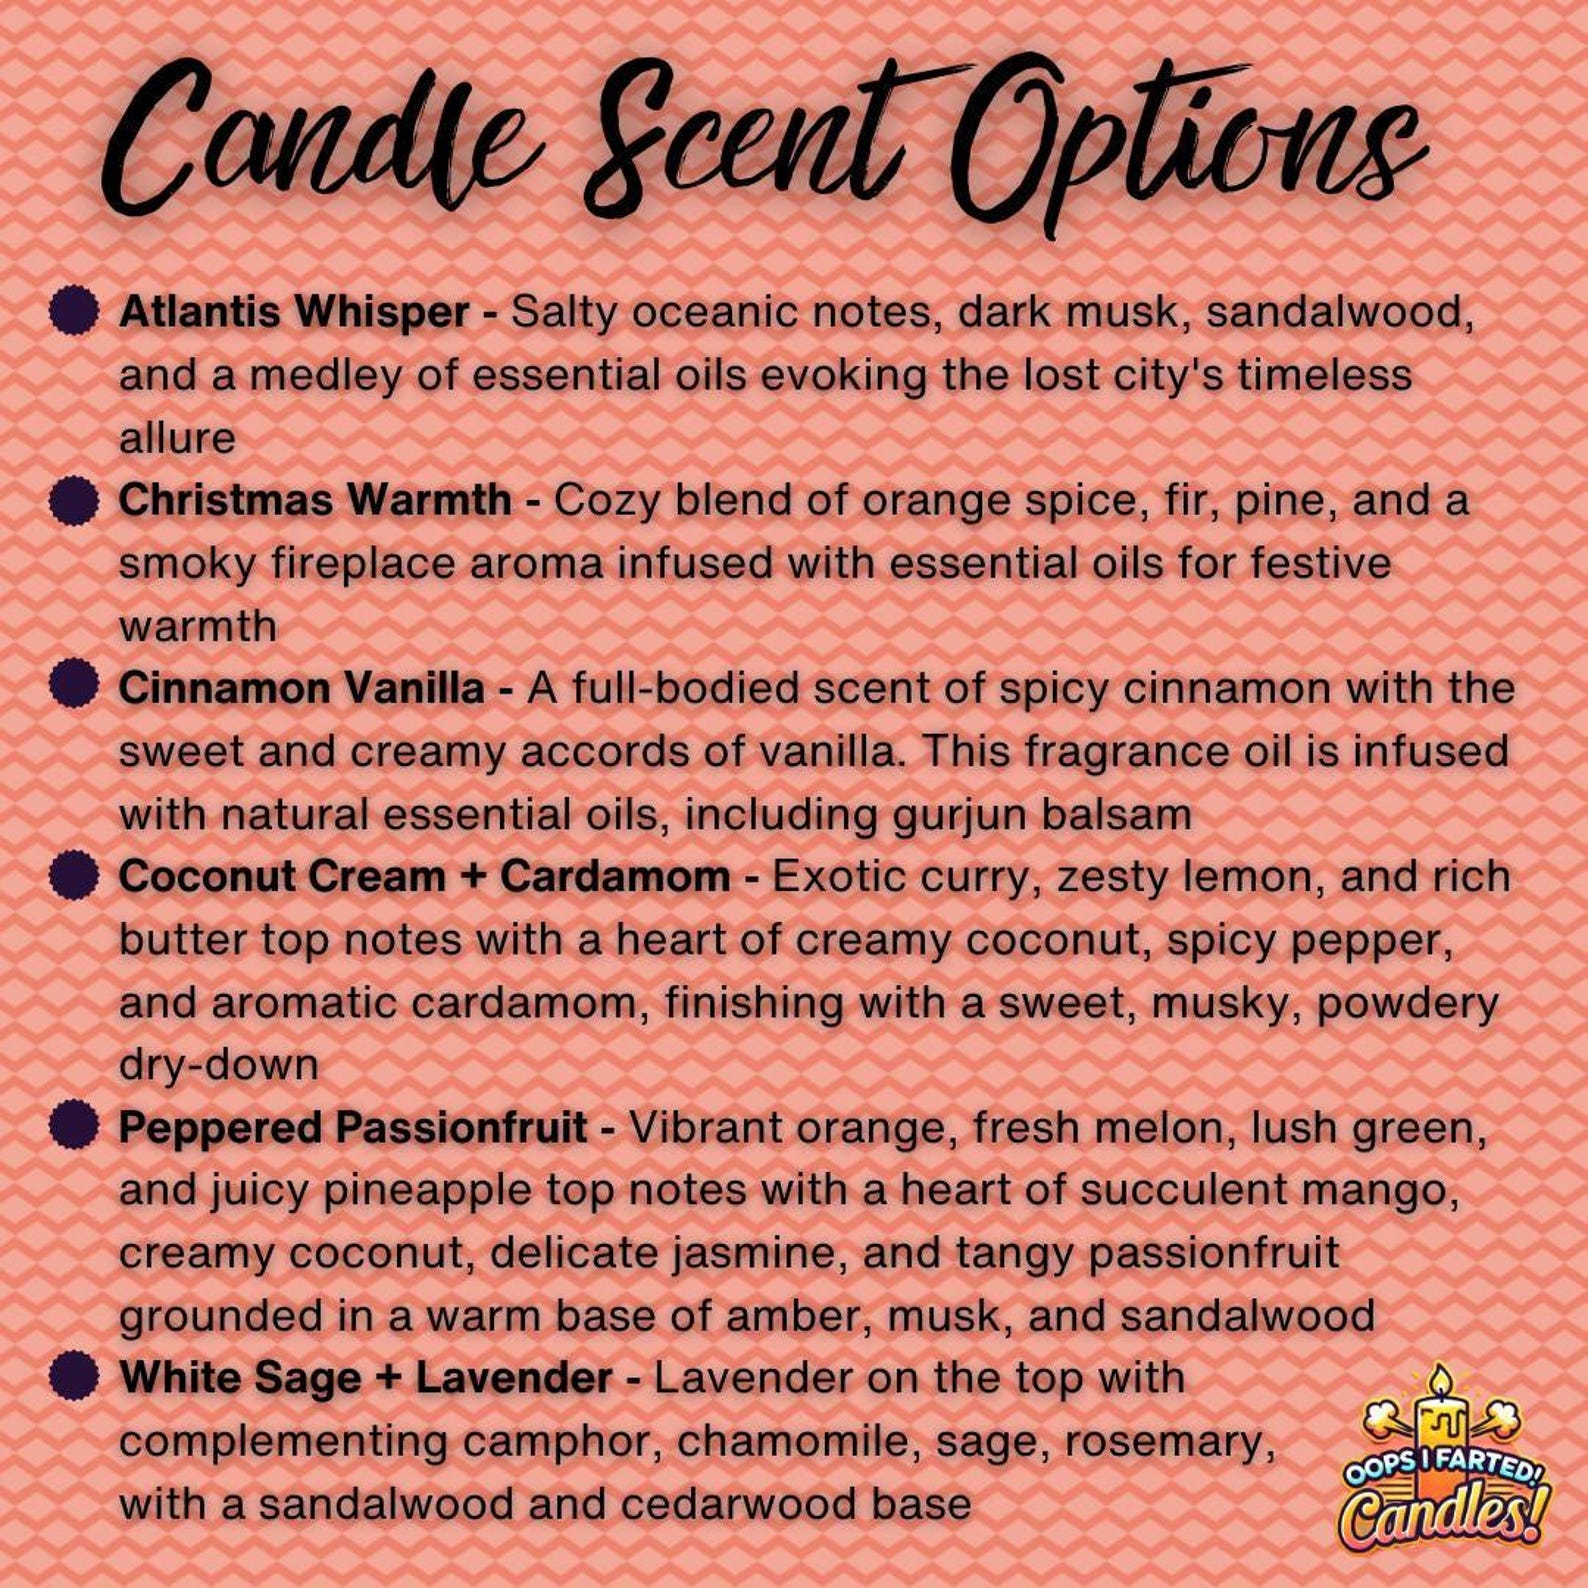 Candle Scent Options
Atlantis Whisper - Salty oceanic notes, dark musk, sandalwood,
and a medley of essential oils evoking the lost city's timeless
allure
Christmas Warmth - Cozy blend of orange spice, fir, pine, and a
smoky fireplace aroma infused with essential oils for festive
warmth
Cinnamon Vanilla - A full-bodied scent of spicy cinnamon with the
sweet and creamy accords of vanilla. This fragrance oil is infused
with natural essential oils, including gurjun balsam
Coconut Cream + Cardamom - Exotic curry, zesty lemon, and rich
butter top notes with a heart of creamy coconut, spicy pepper,
and aromatic cardamom, finishing with a sweet, musky, powdery
dry-down
Peppered Passionfruit - Vibrant orange, fresh melon, lush green,
and juicy pineapple top notes with a heart of succulent mango,
creamy coconut, delicate jasmine, and tangy passionfruit
grounded in a warm base of amber, musk, and sandalwood
White Sage + Lavender - Lavender on the top with
complementing camphor, chamomile, sage, rosemary,
with a sandalwood and cedarwood base
OOPS I FARTED!
Candles!